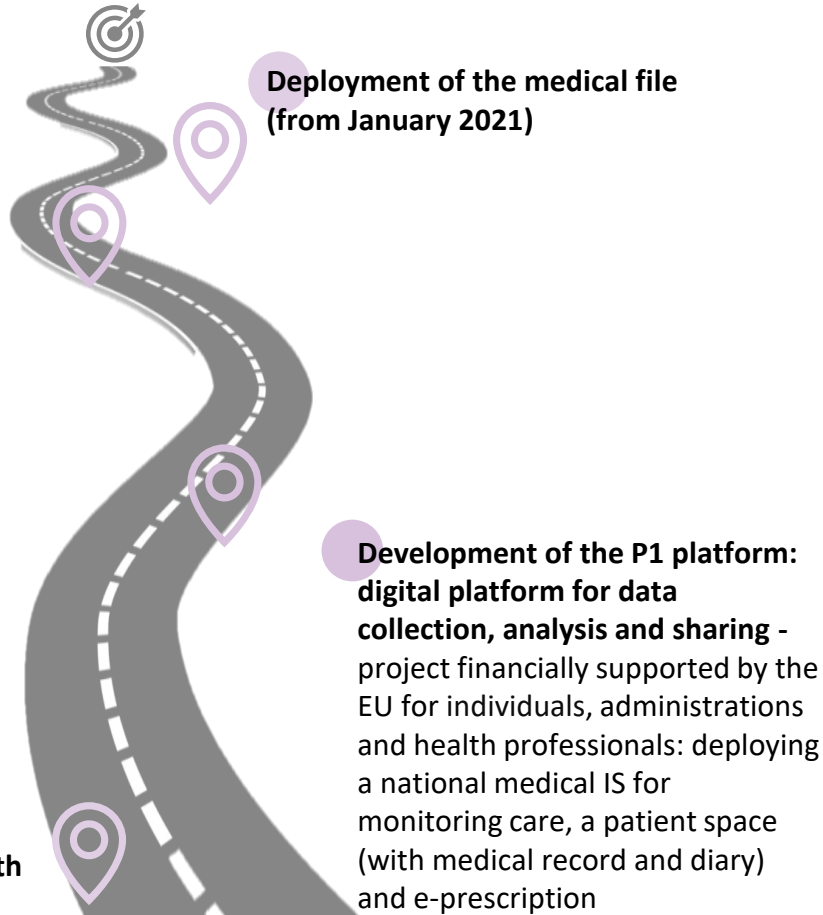 Deployment of the medical file
(from January 2021)
Development of the P1 platform:
digital platform for data
collection, analysis and sharing -
project financially supported by the
EU for individuals, administrations
and health professionals: deploying
a national medical IS for
monitoring care, a patient space
(with medical record and diary)
and e-prescription
th